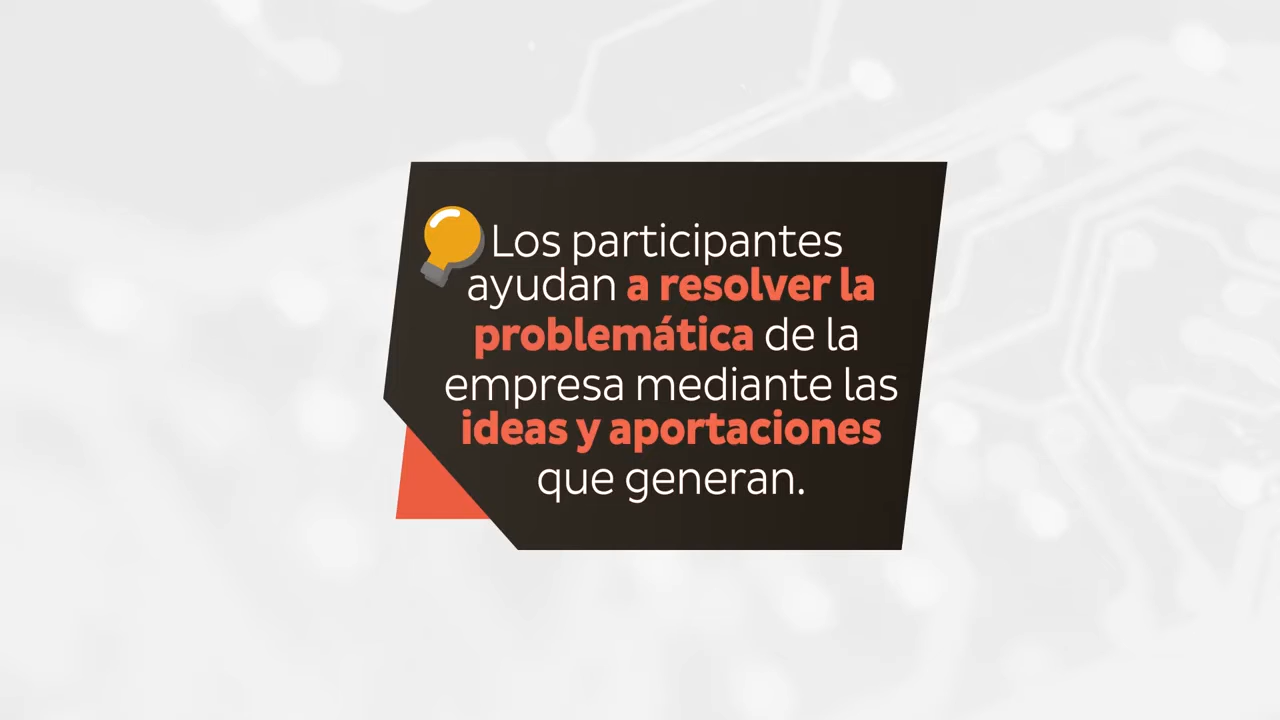 Los participantes
ayudan a resolver la
problemática de la
empresa mediante las
ideas y aportaciones
que generan.